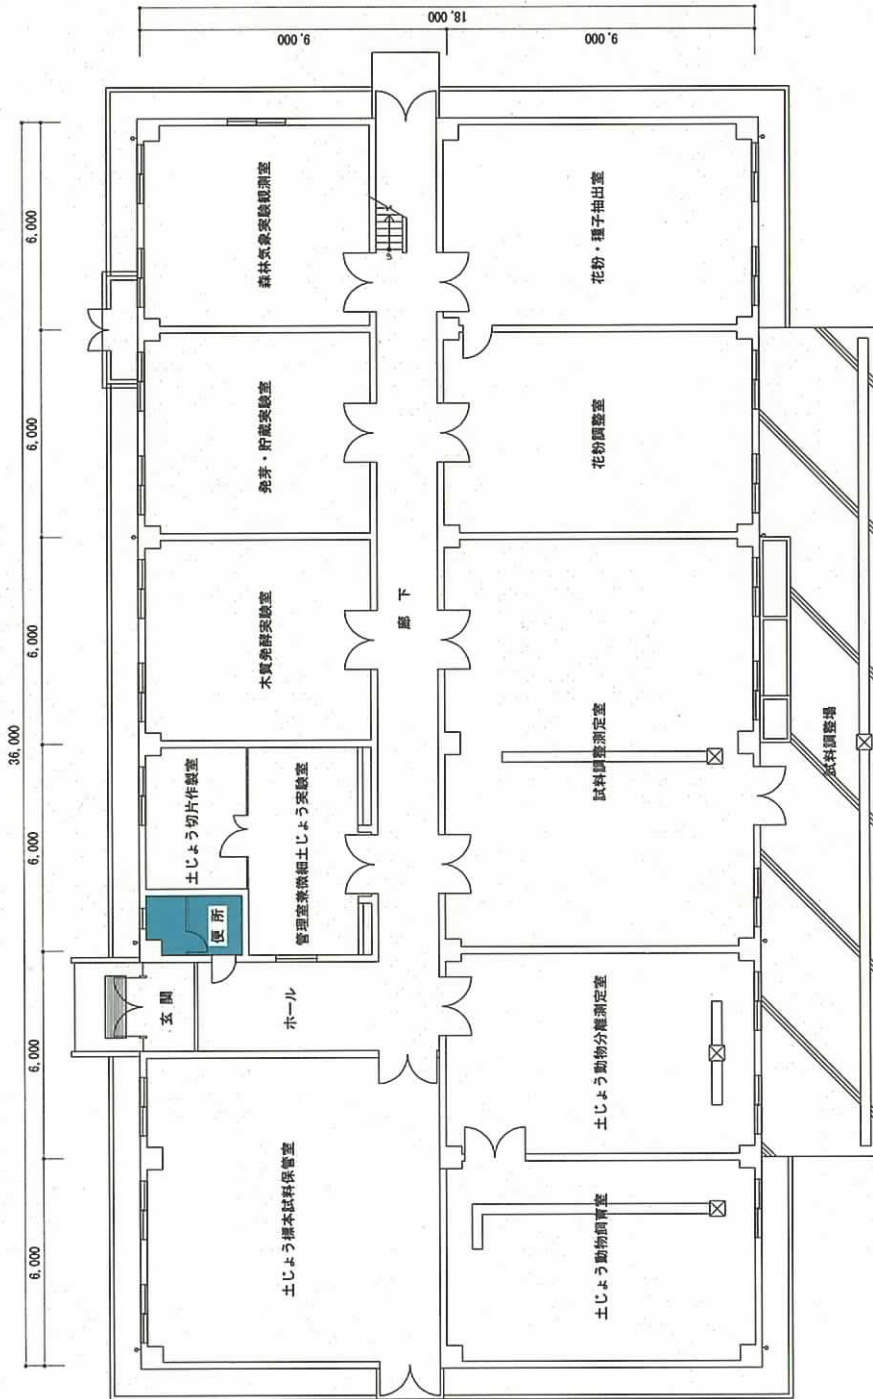 36,000
6,000
6,000
6,000
6,000
6,000
6,000
18,000
9,000
9,000
土じょう標本試料保管室
玄関
ホール
便所
土じょう切片作製室
管理室兼微細土じょう実験室
木質発酵実験室
発芽・貯蔵実験室
森林気象実験観測室
廊下
土じょう動物飼育室
土じょう動物分離測定室
試料調整測定室
花粉調整室
花粉・種子抽出室
試料調整場